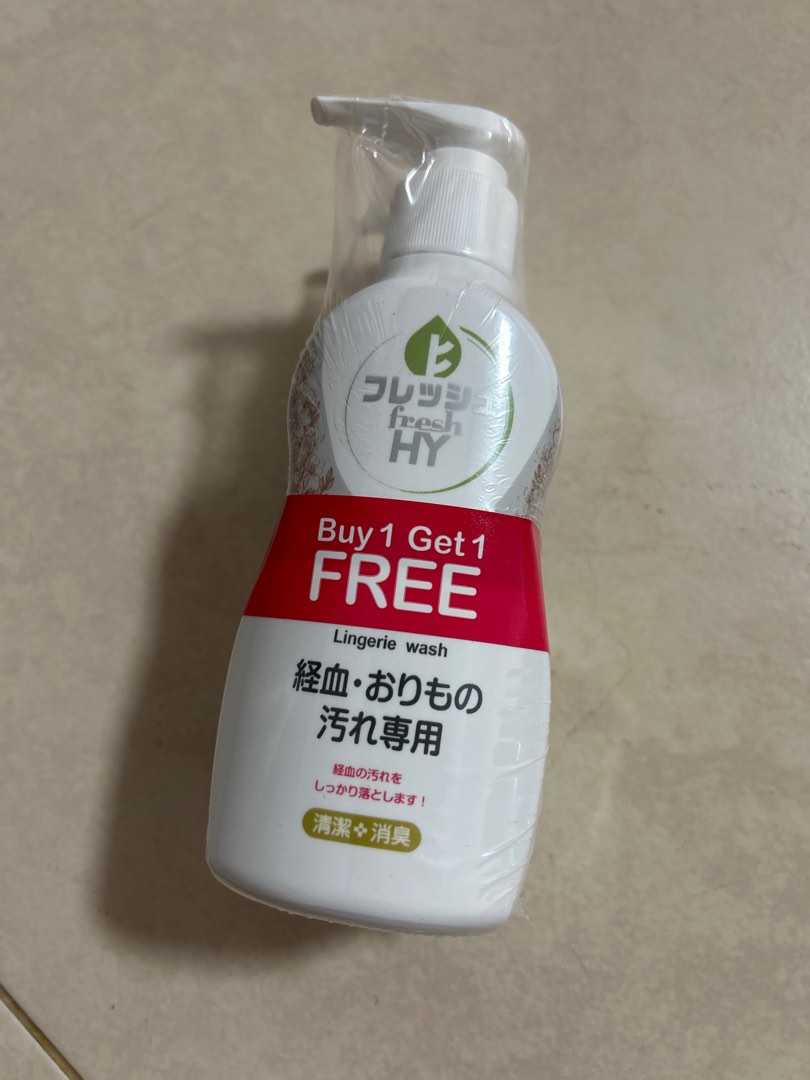 フレッシュ
fresh
HY
Buy 1 Get 1
FREE
Lingerie wash
経血・おりもの
汚れ専用
経血の汚れを
しっかり落とします！
清潔+消臭